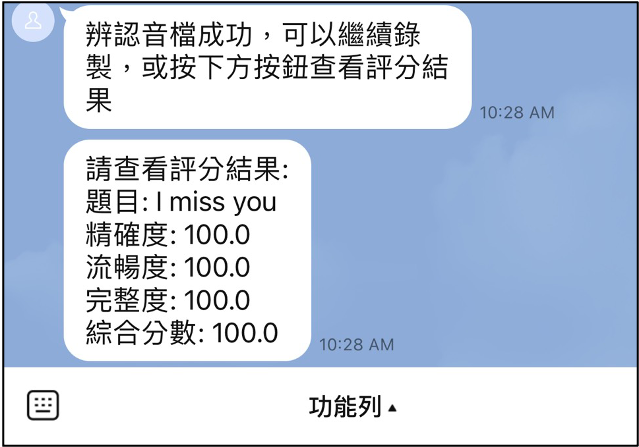 辨認音檔成功，可以繼續錄
製，或按下方按鈕查看評分結
果
10:28 AM
請查看評分結果:
題目: I miss you
精確度: 100.0
流暢度: 100.0
完整度: 100.0
綜合分數: 100.0
10:28 AM
功能列▲